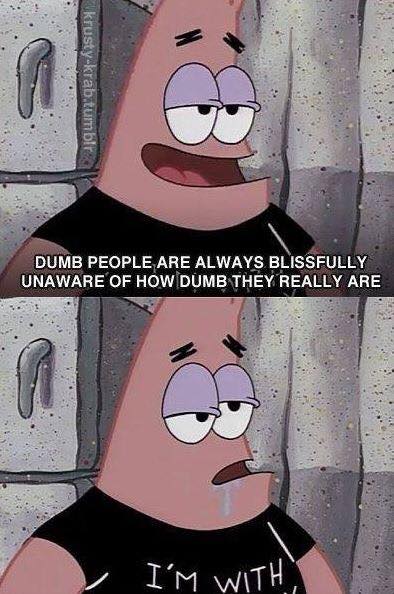 krusty-krab.tumblr
DUMB PEOPLE ARE ALWAYS BLISSFULLY
UNAWARE OF HOW DUMB THEY REALLY ARE
I'M WITH